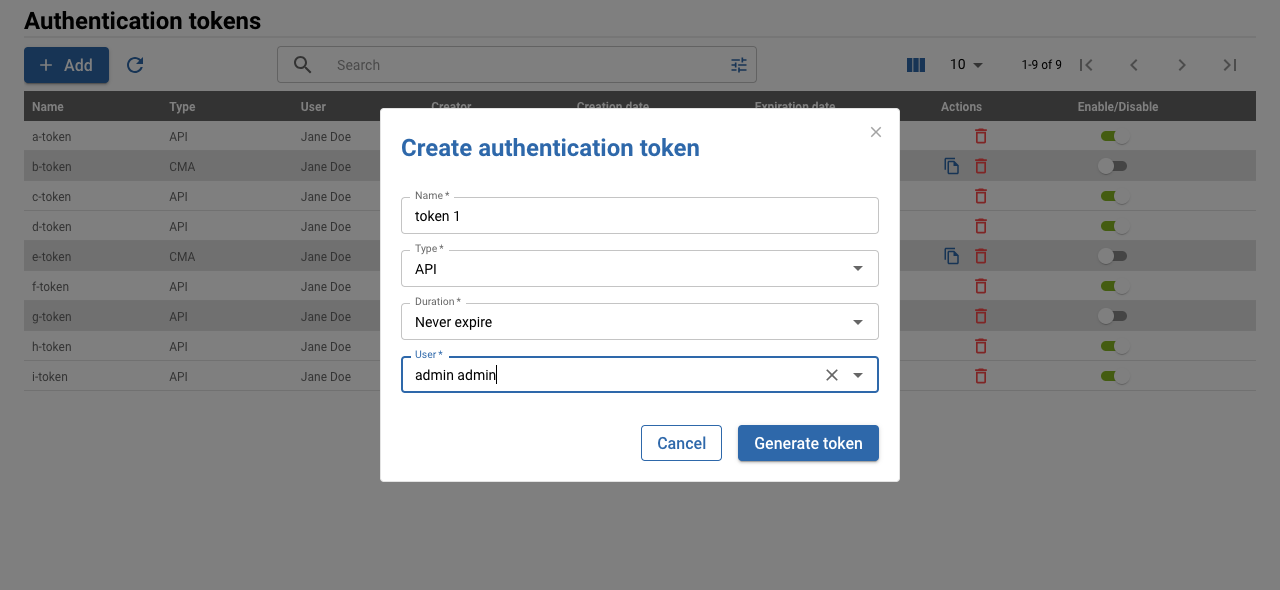 Authentication tokens
Add
Search
10
1-9 of 9
Name Type User Creator Creation date Expiration date Actions Enable/Disable
a-token API Jane Doe
b-token CMA Jane Doe
c-token API Jane Doe
d-token API Jane Doe
e-token CMA Jane Doe
f-token API Jane Doe
g-token API Jane Doe
h-token API Jane Doe
i-token API Jane Doe
Create authentication token
Name *
token 1
Type *
API
Duration *
Never expire
User *
admin admin
Cancel
Generate token